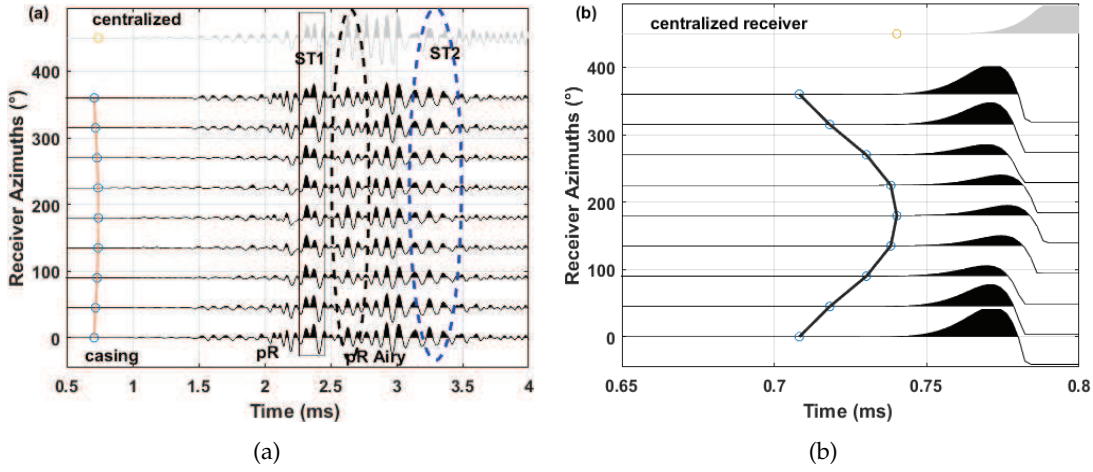 (a)
centralized
ST1
ST2
400
300
200
100
0
Receiver Azimuths (°)
casing
pR
pR Airy
0.5 1 1.5 2 2.5 3 3.5 4
Time (ms)
(a)
(b)
centralized receiver
400
300
200
100
0
Receiver Azimuths (°)
0.65 0.7 0.75 0.8
Time (ms)
(b)